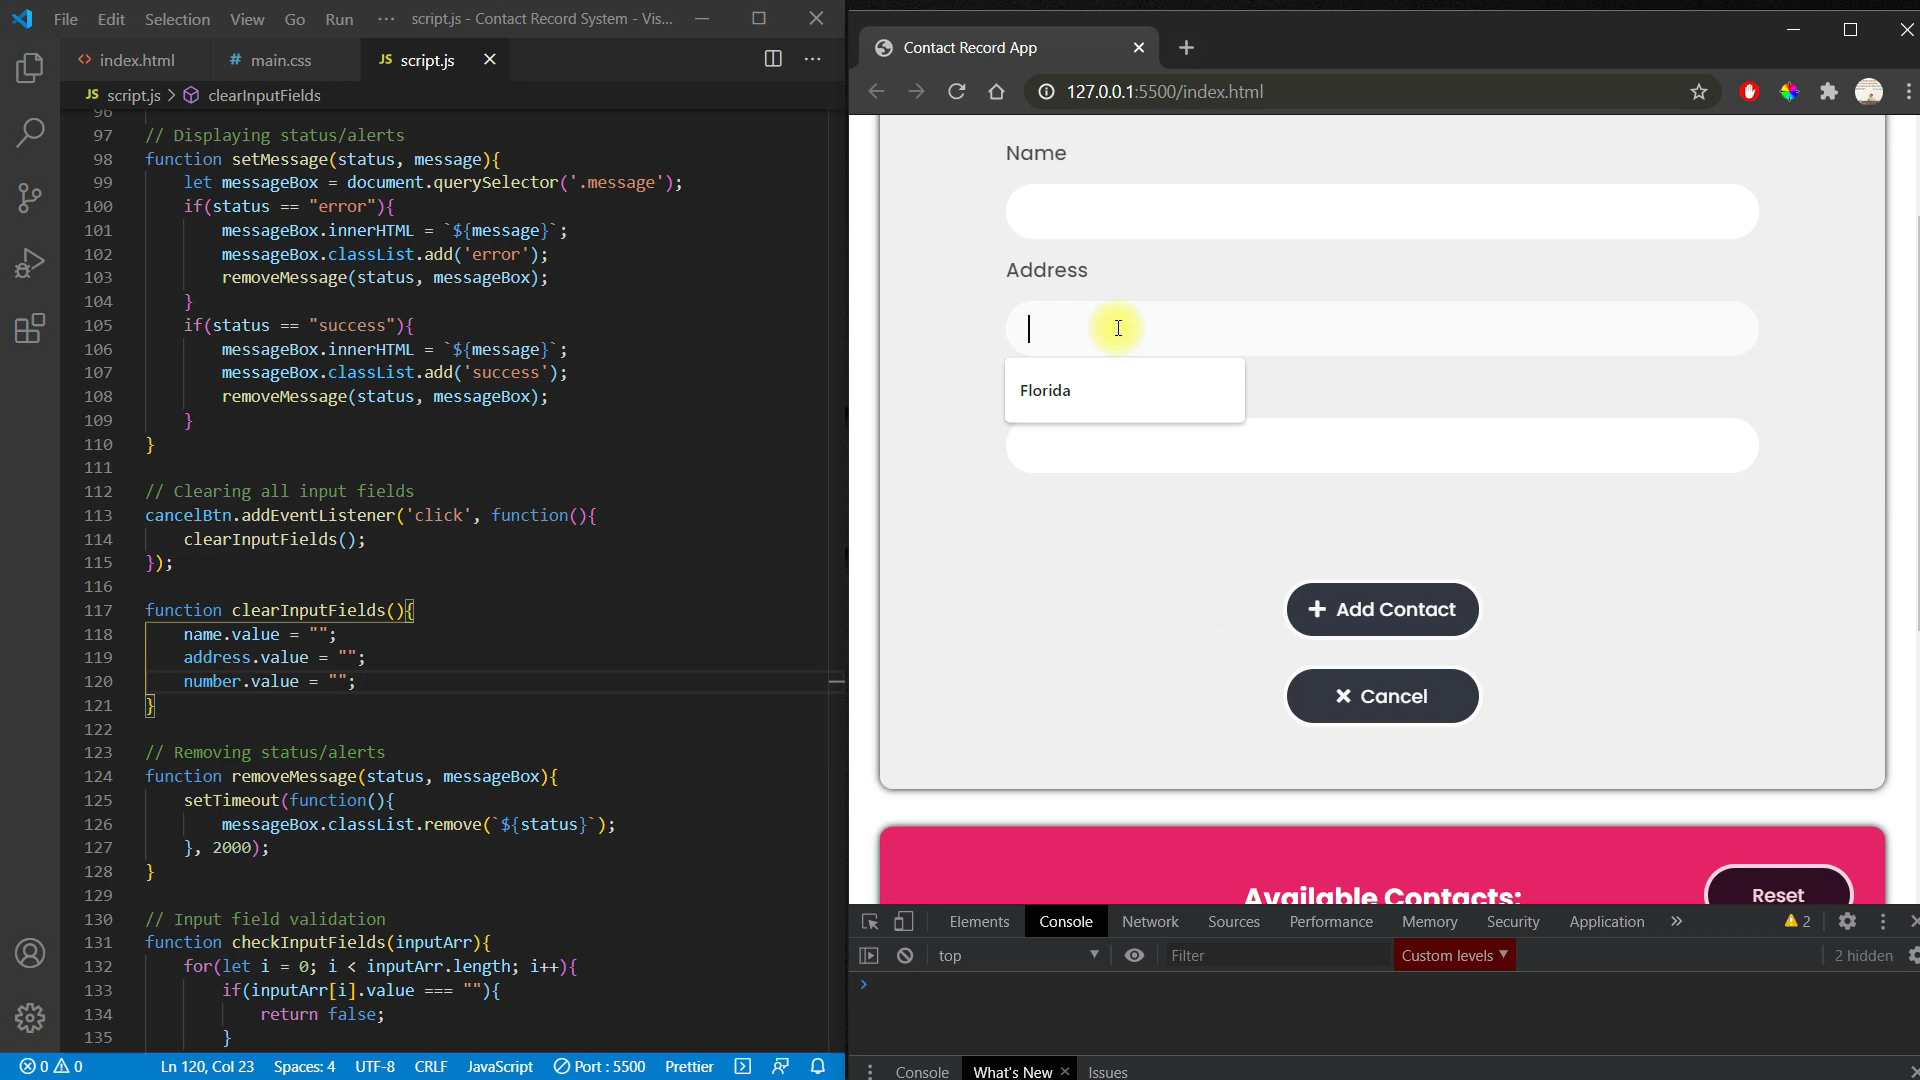 File Edit Selection View Go Run ··· script.js - Contact Record System - Vis...
index.html main.css JS script.js
JS script.js > clearInputFields
96
97 // Displaying status/alerts
98 function setMessage(status, message){
99 let messageBox = document.querySelector('.message');
100 if(status == "error"){
101 messageBox.innerHTML = `${message}`;
102 messageBox.classList.add('error');
103 removeMessage(status, messageBox);
104 }
105 if(status == "success"){
106 messageBox.innerHTML = `${message}`;
107 messageBox.classList.add('success');
108 removeMessage(status, messageBox);
109 }
110 }
111
112 // Clearing all input fields
113 cancelBtn.addEventListener('click', function(){
114 clearInputFields();
115 });
116
117 function clearInputFields(){
118 name.value = "";
119 address.value = "";
120 number.value = "";
121 }
122
123 // Removing status/alerts
124 function removeMessage(status, messageBox){
125 setTimeout(function(){
126 messageBox.classList.remove(`${status}`);
127 }, 2000);
128 }
129
130 // Input field validation
131 function checkInputFields(inputArr){
132 for(let i = 0; i < inputArr.length; i++){
133 if(inputArr[i].value === ""){
134 return false;
135 }
0 0 Ln 120, Col 23 Spaces: 4 UTF-8 CRLF JavaScript Port : 5500 Prettier
Contact Record App
127.0.0.1:5500/index.html
Name
Address
Florida
Add Contact
Cancel
Available Contacts:
Reset
Elements Console Network Sources Performance Memory Security Application » 2
top Filter Custom levels 2 hidden
Console What's New Issues